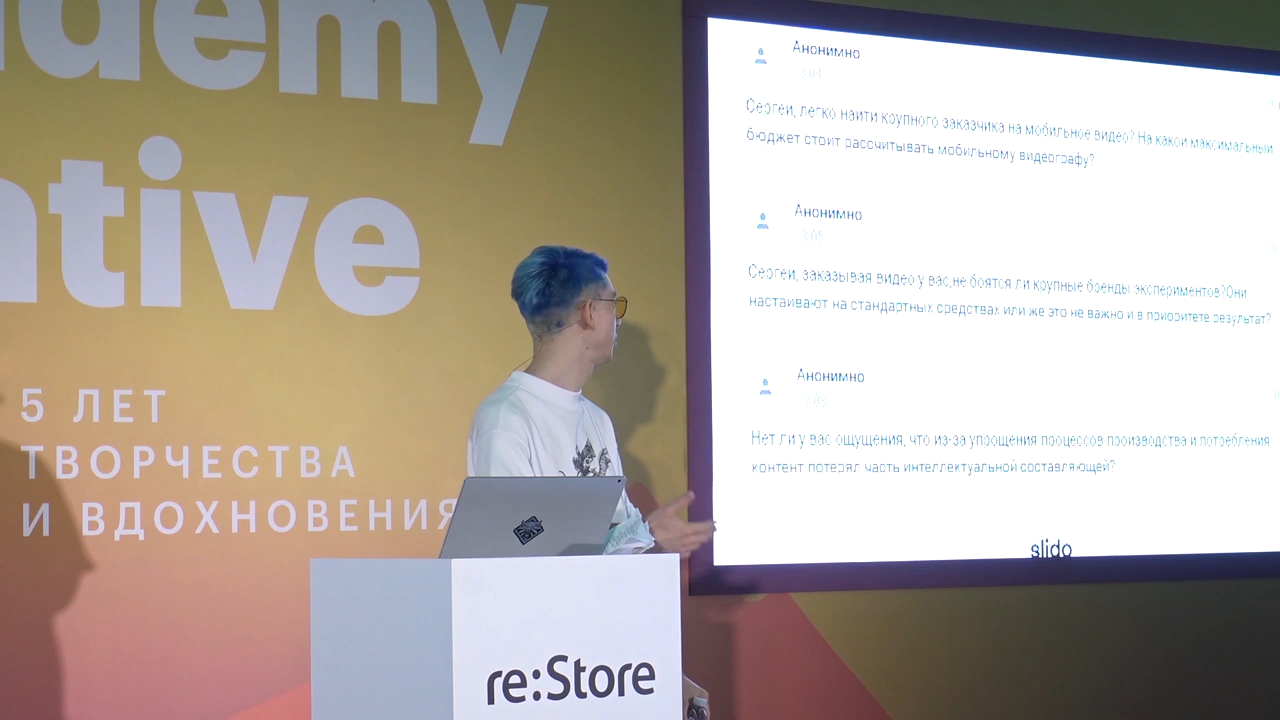 ademy
ative
5 ЛЕТ
ТВОРЧЕСТВА
И ВДОХНОВЕНИЯ
re:Store
Анонимно
Сергей, легко найти крупного заказчика на мобильное видео? На какой максимальный
бюджет стоит рассчитывать мобильному видеографу?
Анонимно
3:05
Сергей, заказывая видео у вас,не боятся ли крупные бренды экспериментов?Они
настаивают на стандартных средствах или же это не важно и в приоритете результат?
Анонимно
Нет ли у вас ощущения, что из-за упрощения процессов производства и потребления
контент потерял часть интеллектуальной составляющей?
slido